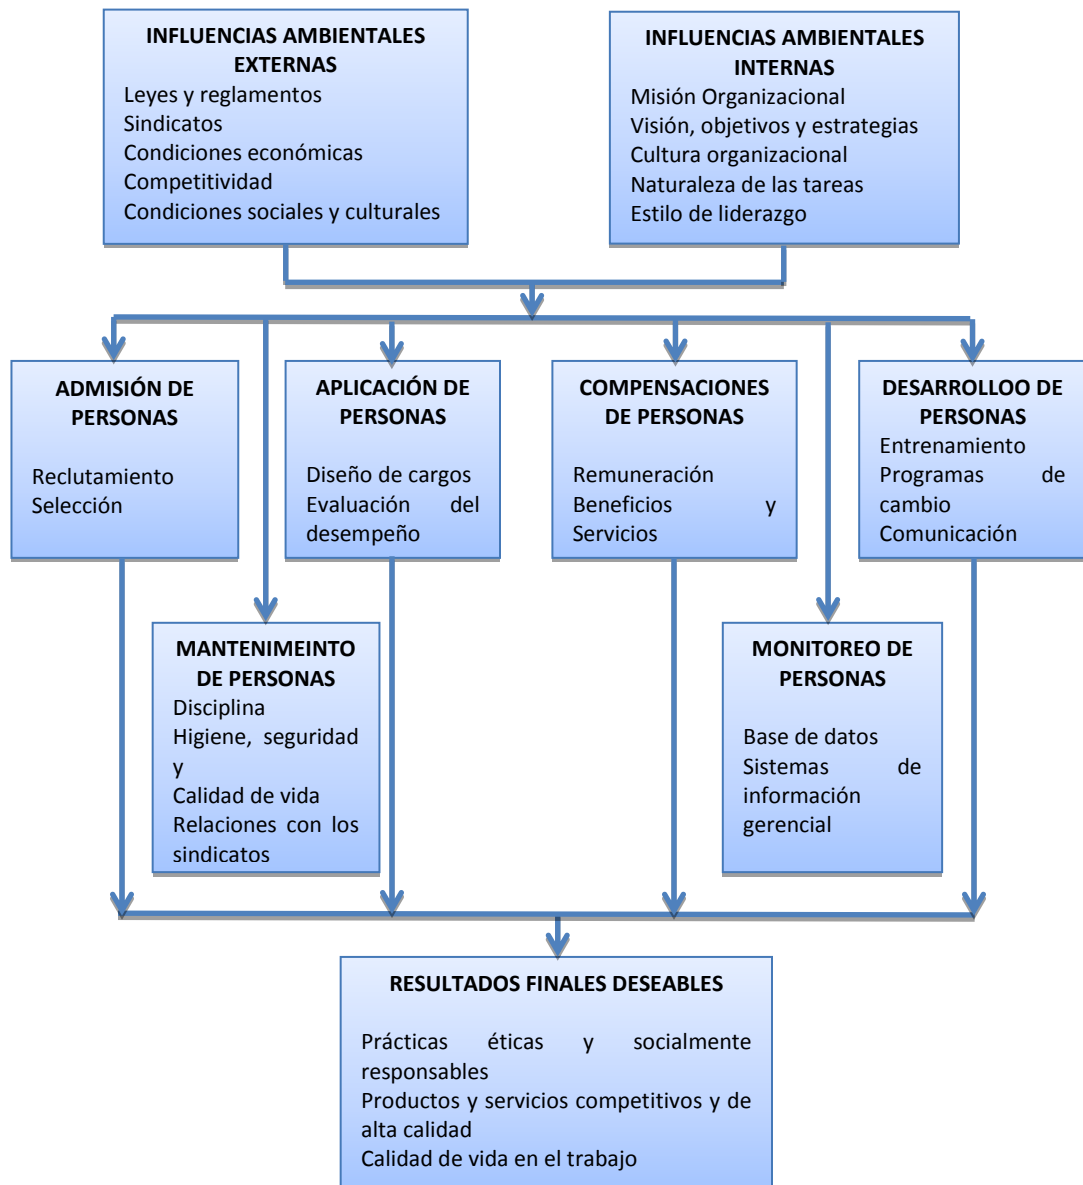 INFLUENCIAS AMBIENTALES
EXTERNAS
Leyes y reglamentos
Sindicatos
Condiciones económicas
Competitividad
Condiciones sociales y culturales
INFLUENCIAS AMBIENTALES
INTERNAS
Misión Organizacional
Visión, objetivos y estrategias
Cultura organizacional
Naturaleza de las tareas
Estilo de liderazgo
ADMISIÓN DE
PERSONAS
Reclutamiento
Selección
APLICACIÓN DE
PERSONAS
Diseño de cargos
Evaluación del
desempeño
COMPENSACIONES
DE PERSONAS
Remuneración
Beneficios y
Servicios
DESARROLLOO DE
PERSONAS
Entrenamiento
Programas de
cambio
Comunicación
MANTENIMEINTO
DE PERSONAS
Disciplina
Higiene, seguridad
y
Calidad de vida
Relaciones con los
sindicatos
MONITOREO DE
PERSONAS
Base de datos
Sistemas de
información
gerencial
RESULTADOS FINALES DESEABLES
Prácticas éticas y socialmente
responsables
Productos y servicios competitivos y de
alta calidad
Calidad de vida en el trabajo